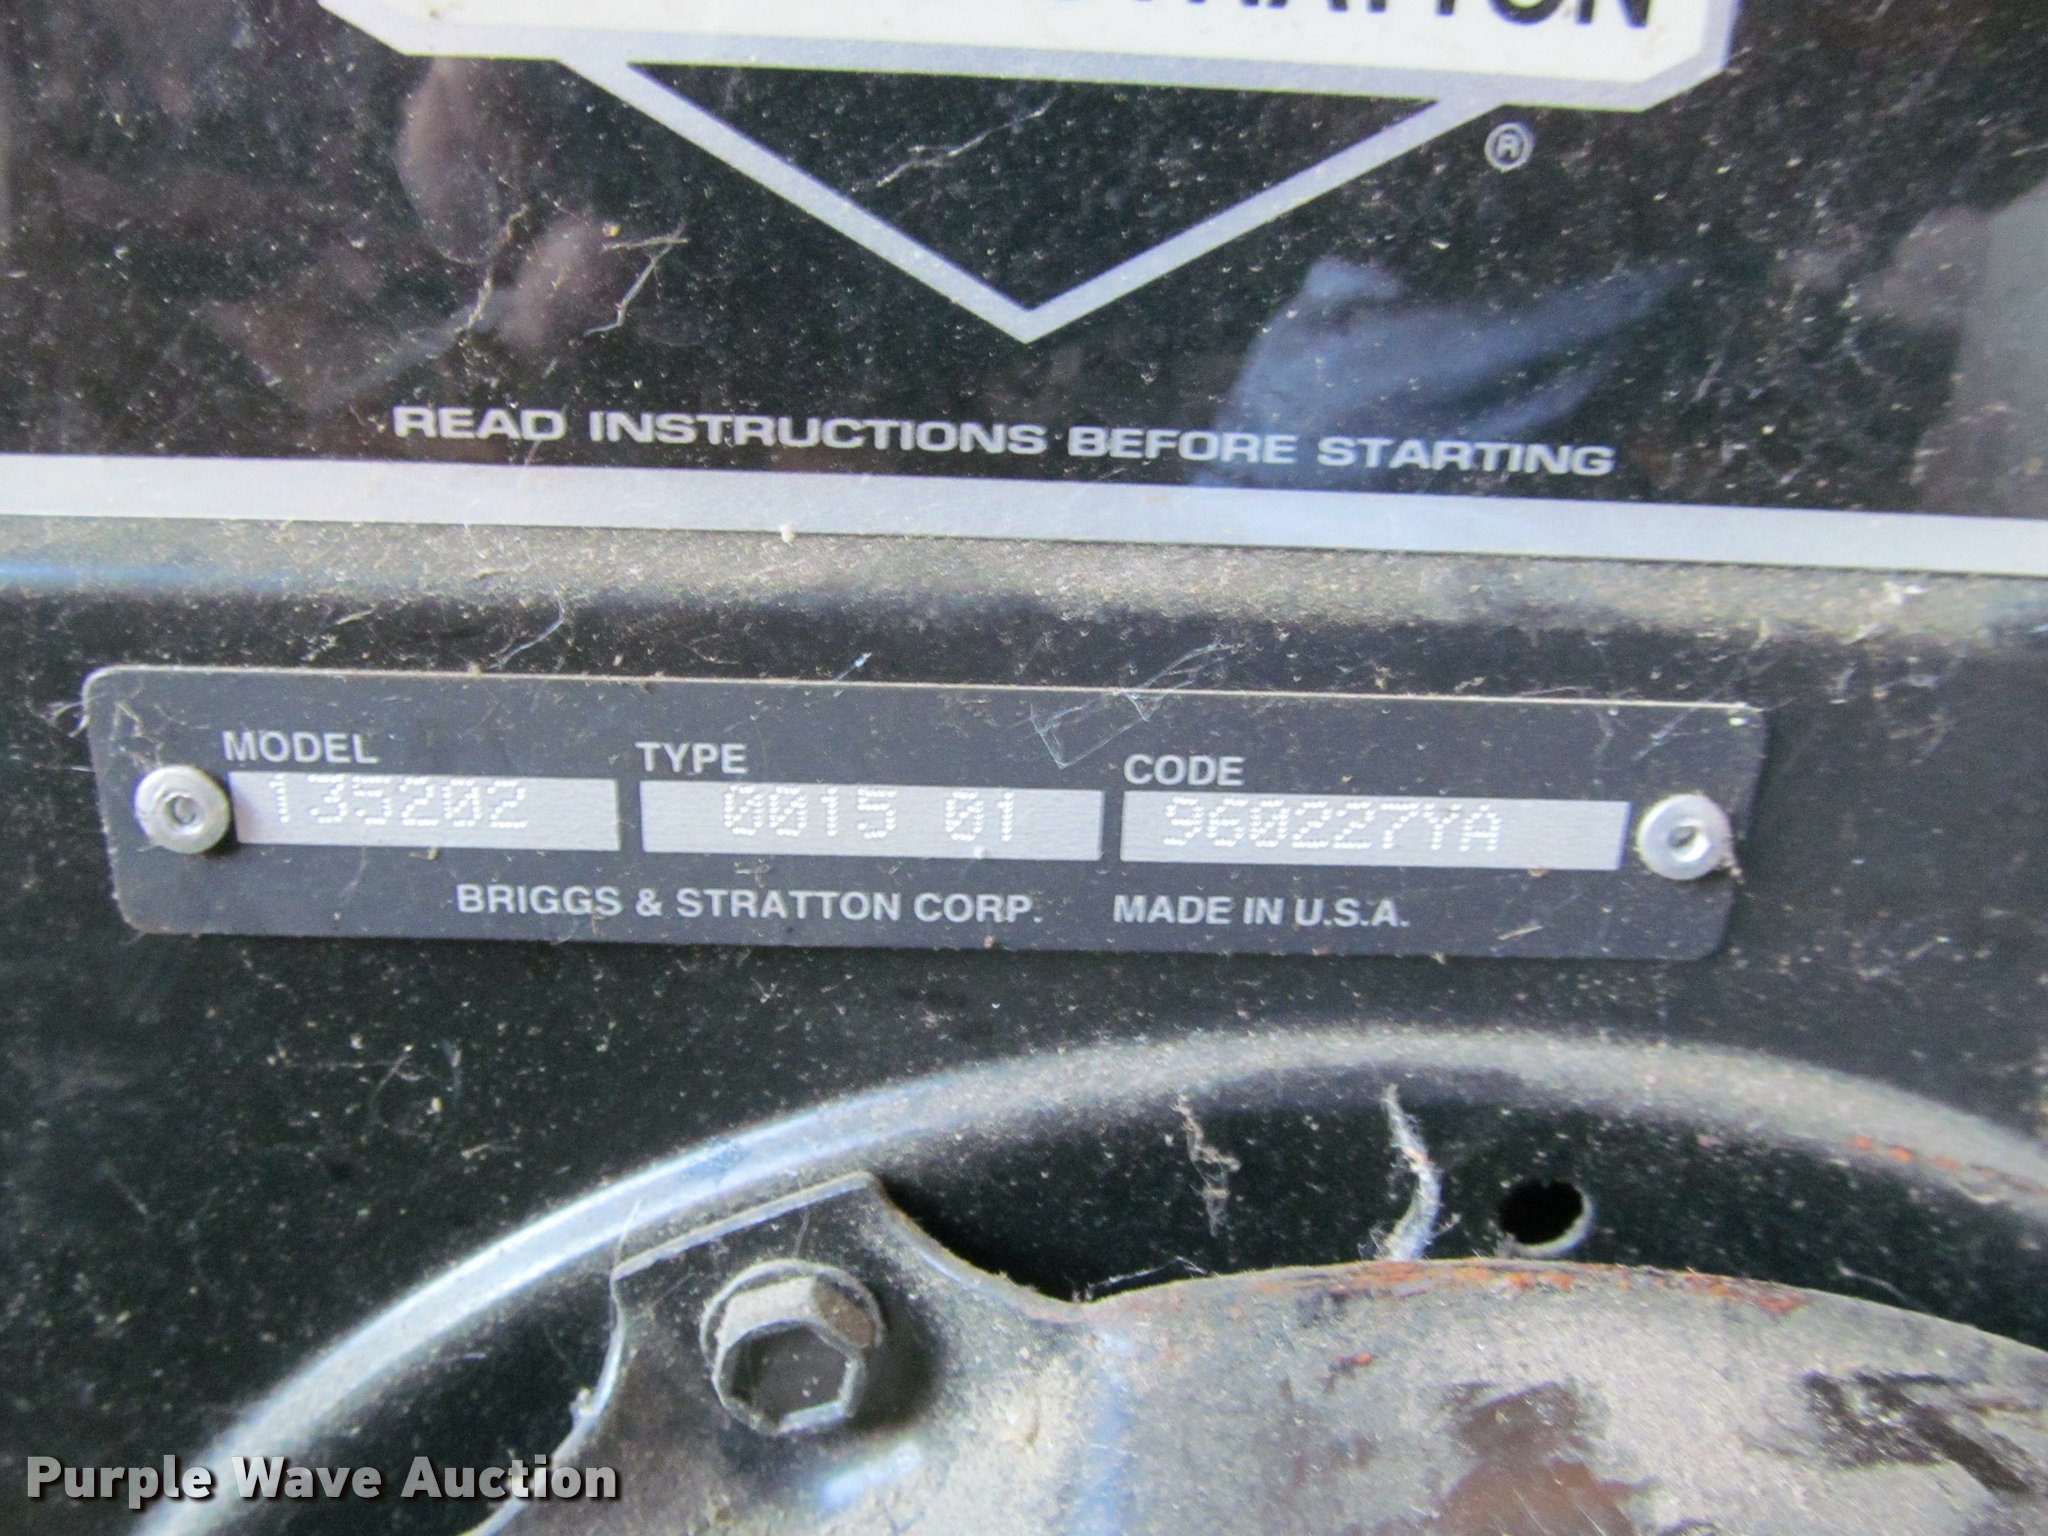 STRATTON
®
READ INSTRUCTIONS BEFORE STARTING
MODEL TYPE CODE
135202 0015 01 960227YA
BRIGGS & STRATTON CORP. MADE IN U.S.A.
Purple Wave Auction